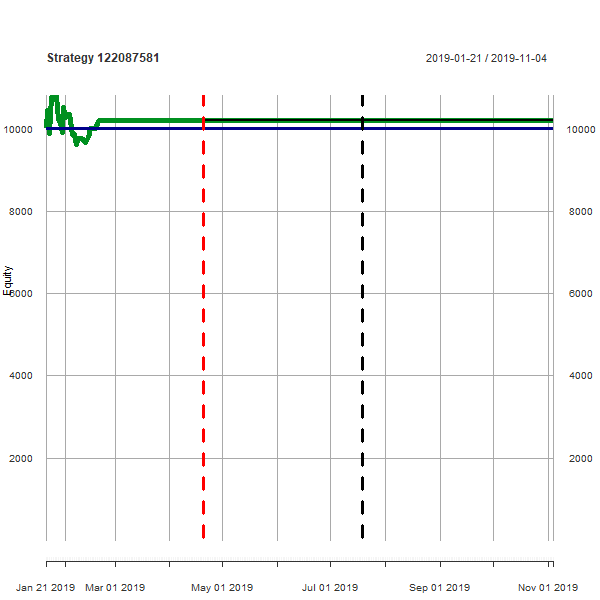 Strategy 122087581
2019-01-21 / 2019-11-04
Equity
10000
10000
8000
8000
6000
6000
4000
4000
2000
2000
Jan 21 2019
Mar 01 2019
May 01 2019
Jul 01 2019
Sep 01 2019
Nov 01 2019